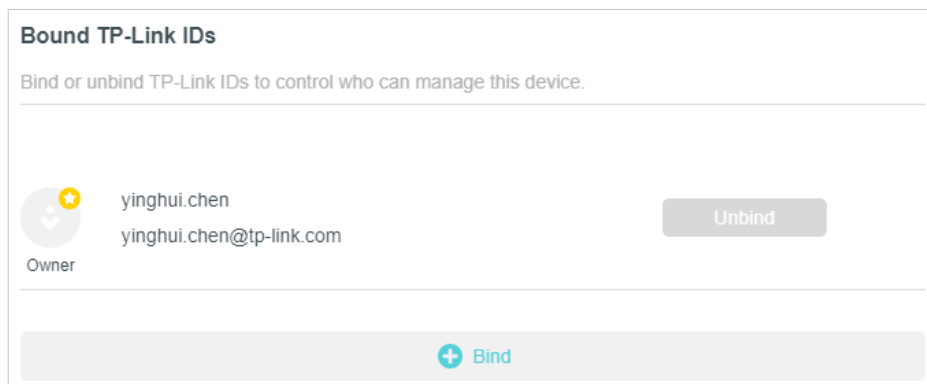 Bound TP-Link IDs
Bind or unbind TP-Link IDs to control who can manage this device.
yinghui.chen
yinghui.chen@tp-link.com
Unbind
Owner
Bind